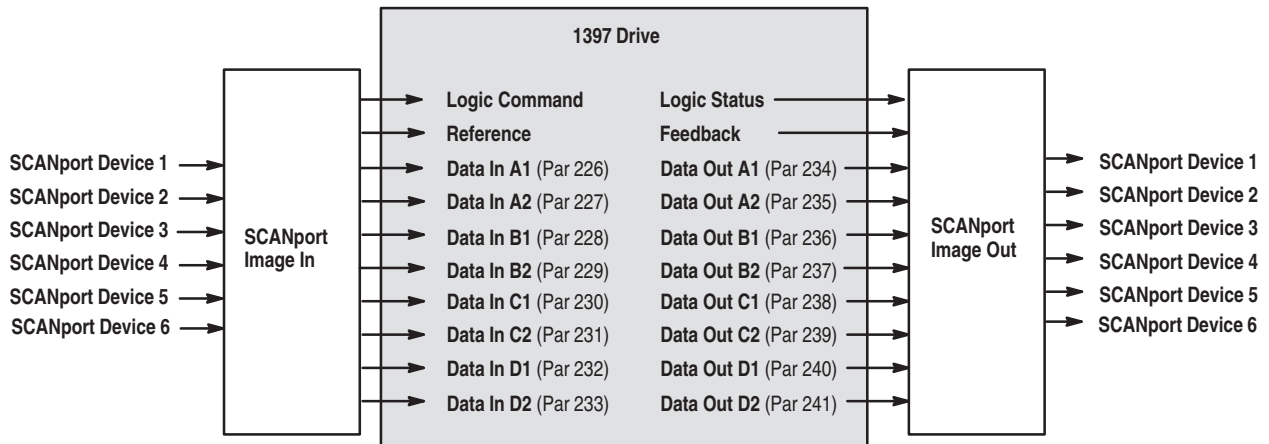 1397 Drive
SCANport Device 1
SCANport Device 2
SCANport Device 3
SCANport Device 4
SCANport Device 5
SCANport Device 6
SCANport
Image In
Logic Command
Reference
Data In A1 (Par 226)
Data In A2 (Par 227)
Data In B1 (Par 228)
Data In B2 (Par 229)
Data In C1 (Par 230)
Data In C2 (Par 231)
Data In D1 (Par 232)
Data In D2 (Par 233)
Logic Status
Feedback
Data Out A1 (Par 234)
Data Out A2 (Par 235)
Data Out B1 (Par 236)
Data Out B2 (Par 237)
Data Out C1 (Par 238)
Data Out C2 (Par 239)
Data Out D1 (Par 240)
Data Out D2 (Par 241)
SCANport
Image Out
SCANport Device 1
SCANport Device 2
SCANport Device 3
SCANport Device 4
SCANport Device 5
SCANport Device 6